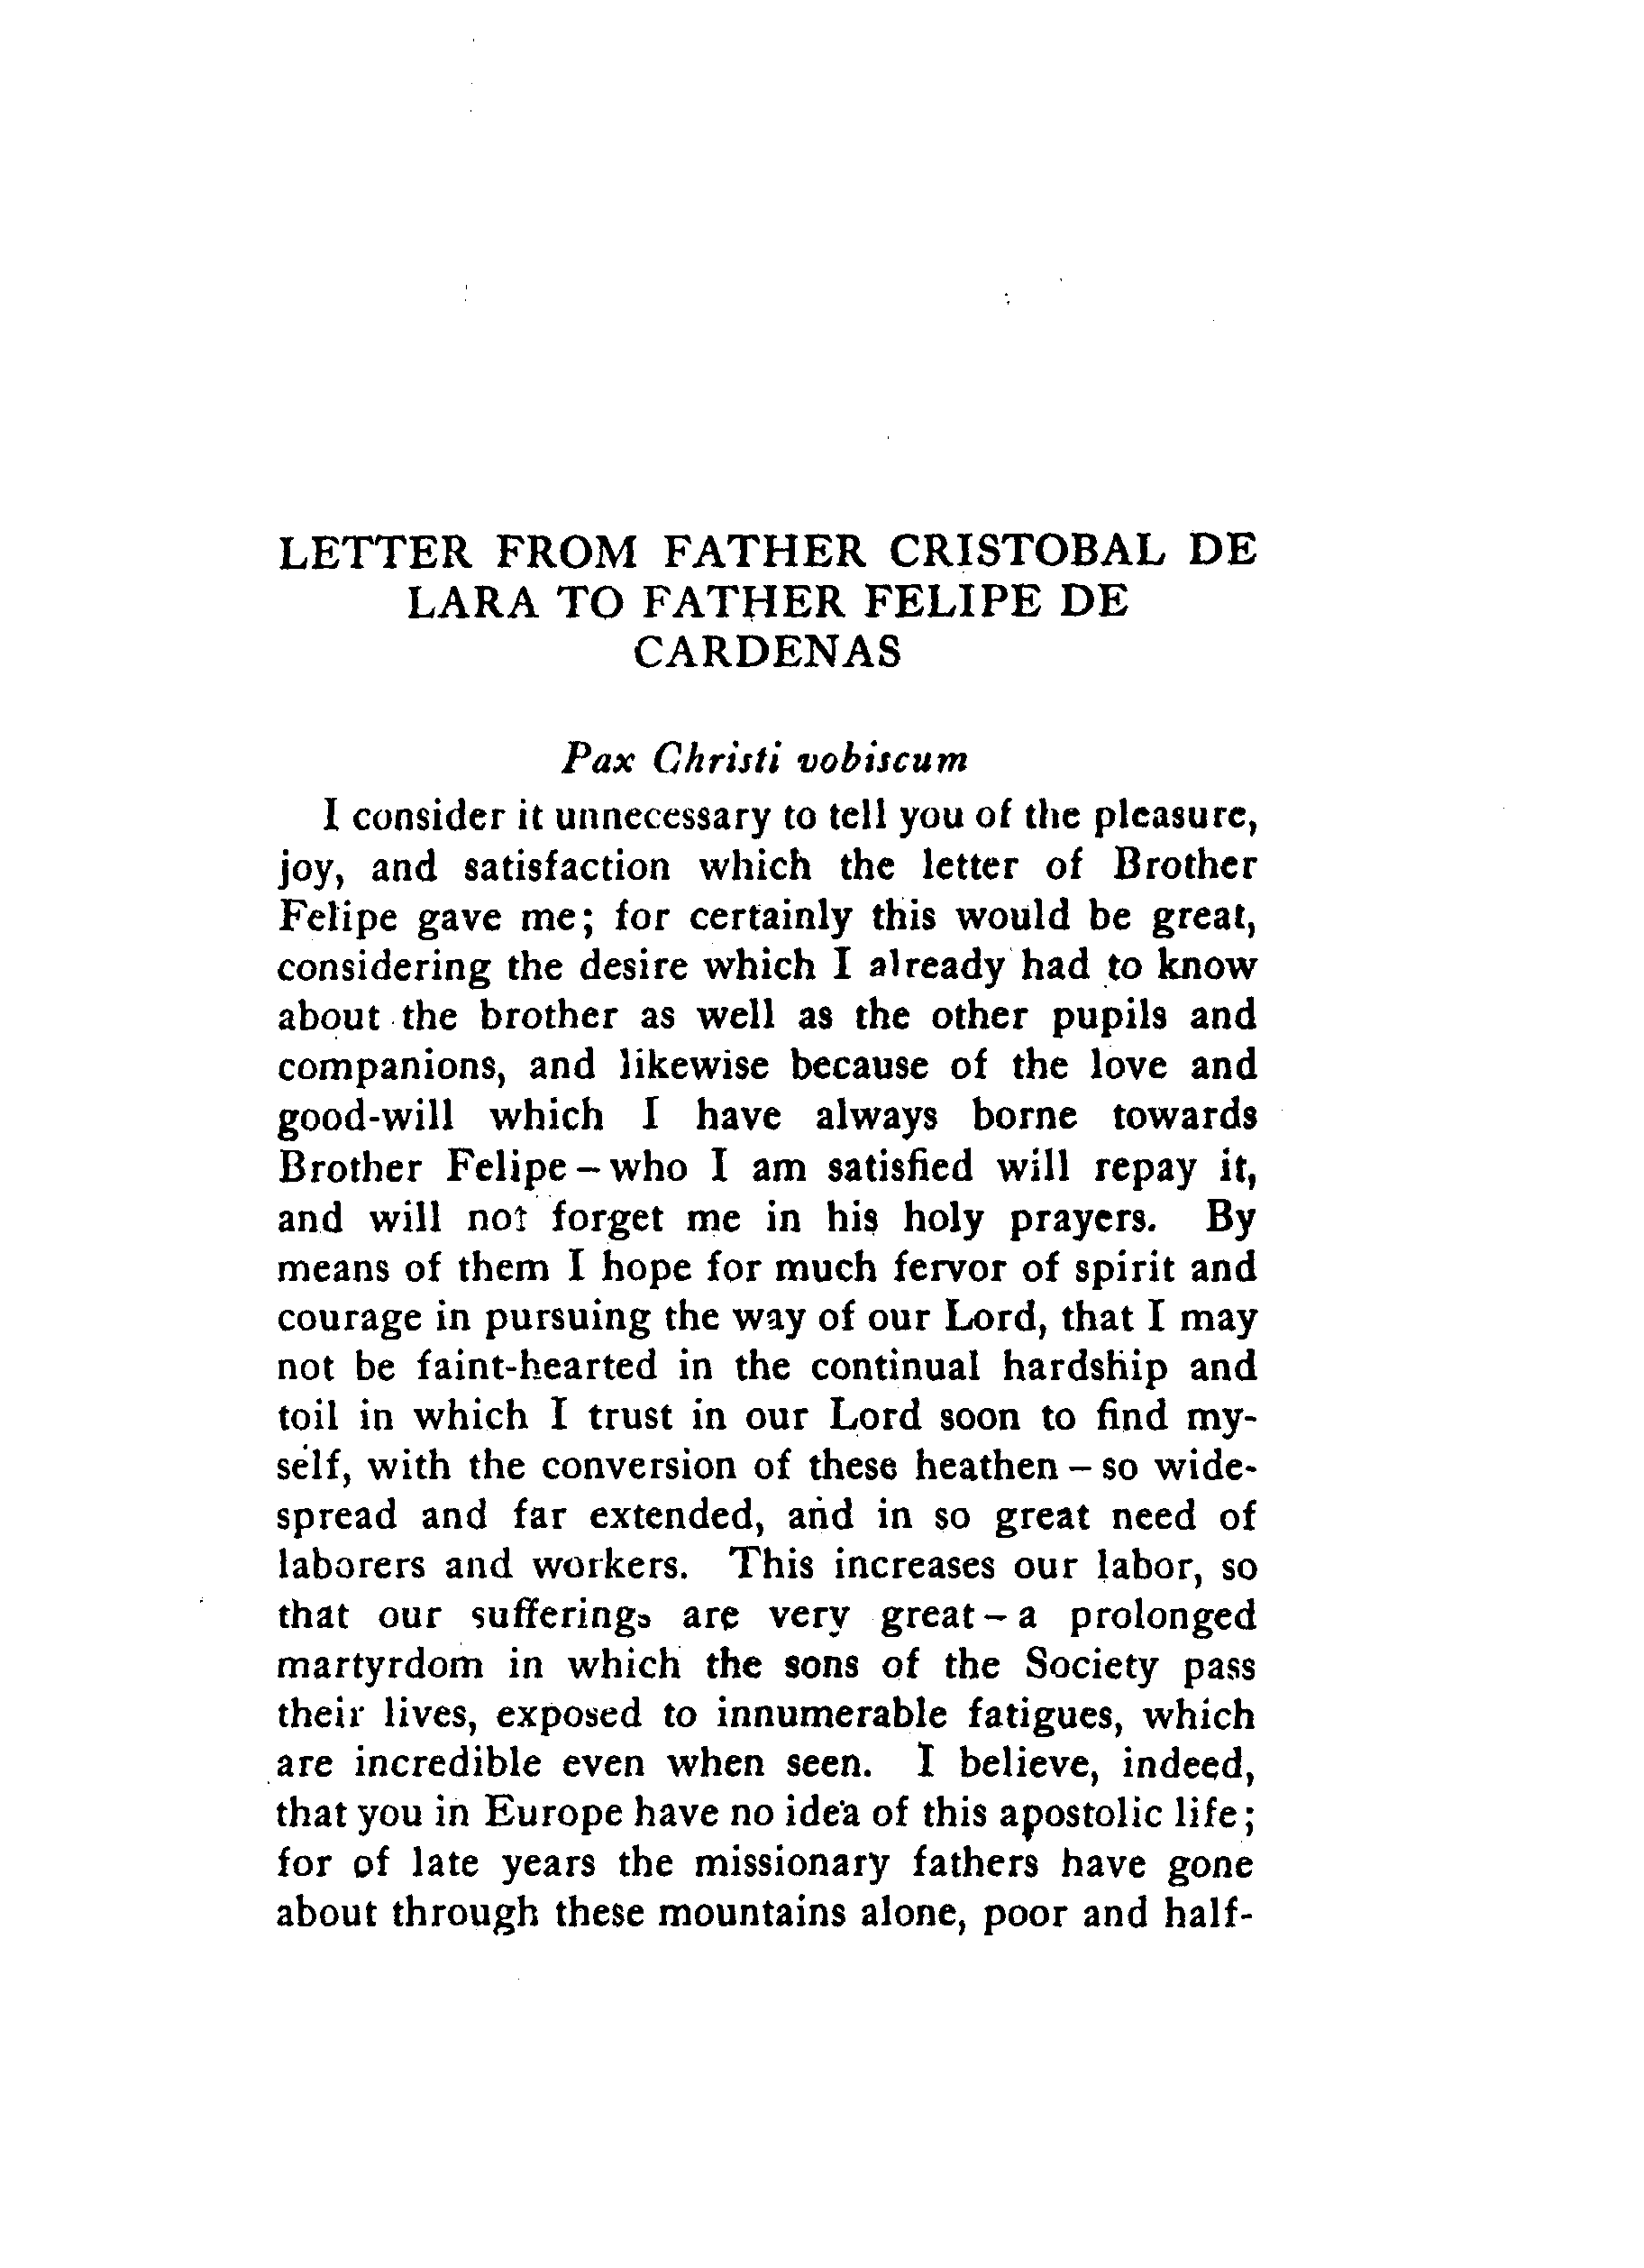 LETTER FROM FATHER CRISTOBAL DE
LARA TO FATHER FELIPE DE
CARDENAS
Pax Christi vobiscum
I consider it unnecessary to tell you of the pleasure,
joy, and satisfaction which the letter of Brother
Felipe gave me; for certainly this would be great,
considering the desire which I already had to know
about the brother as well as the other pupils and
companions, and likewise because of the love and
good-will which I have always borne towards
Brother Felipe – who I am satisfied will repay it,
and will not forget me in his holy prayers. By
means of them I hope for much fervor of spirit and
courage in pursuing the way of our Lord, that I may
not be faint-hearted in the continual hardship and
toil in which I trust in our Lord soon to find my-
self, with the conversion of these heathen – so wide-
spread and far extended, and in so great need of
laborers and workers. This increases our labor, so
that our sufferings are very great – a prolonged
martyrdom in which the sons of the Society pass
their lives, exposed to innumerable fatigues, which
are incredible even when seen. I believe, indeed,
that you in Europe have no idea of this apostolic life;
for of late years the missionary fathers have gone
about through these mountains alone, poor and half-